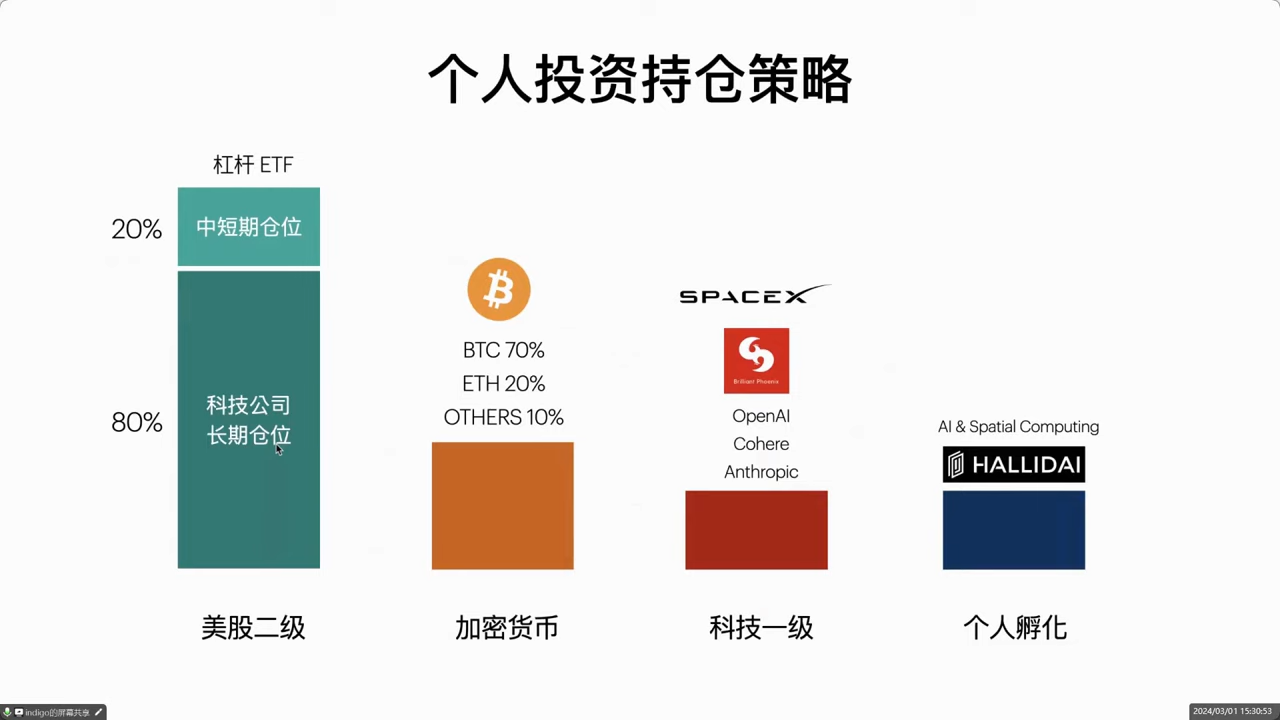 个人投资持仓策略
杠杆 ETF
20%
中短期仓位
80%
科技公司
长期仓位
美股二级
BTC 70%
ETH 20%
OTHERS 10%
加密货币
SPACEX
Brilliant Phoenix
OpenAI
Cohere
Anthropic
科技一级
AI & Spatial Computing
HALLIDAI
个人孵化
indigo的屏幕共享
2024/03/01 15:30:53